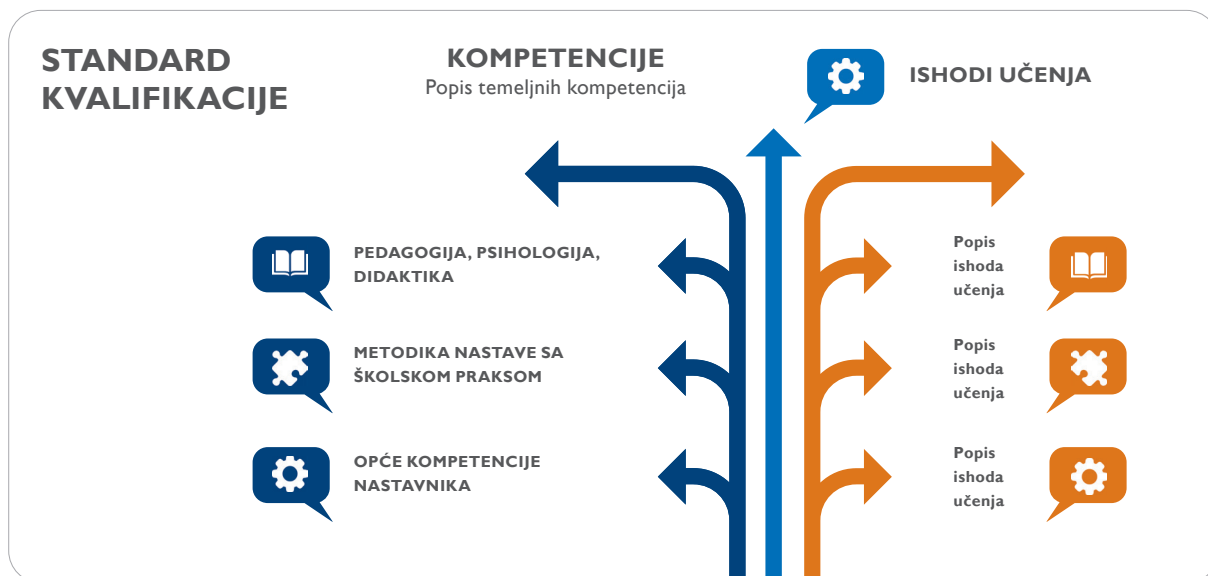 STANDARD
KVALIFIKACIJE
KOMPETENCIJE
Popis temeljnih kompetencija
ISHODI UČENJA
PEDAGOGIJA, PSIHOLOGIJA,
DIDAKTIKA
Popis
ishoda
učenja
METODIKA NASTAVE SA
ŠKOLSKOM PRAKSOM
Popis
ishoda
učenja
OPĆE KOMPETENCIJE
NASTAVNIKA
Popis
ishoda
učenja